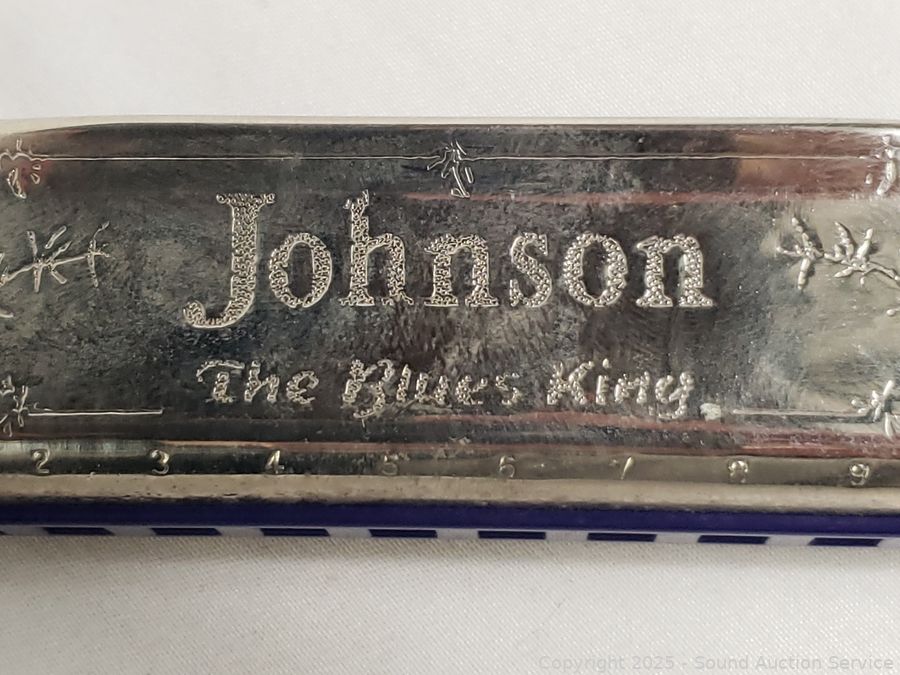 Johnson
The Blues King
2 3 4 5 6 7 8 9
Copyright 2025 - Sound Auction Service